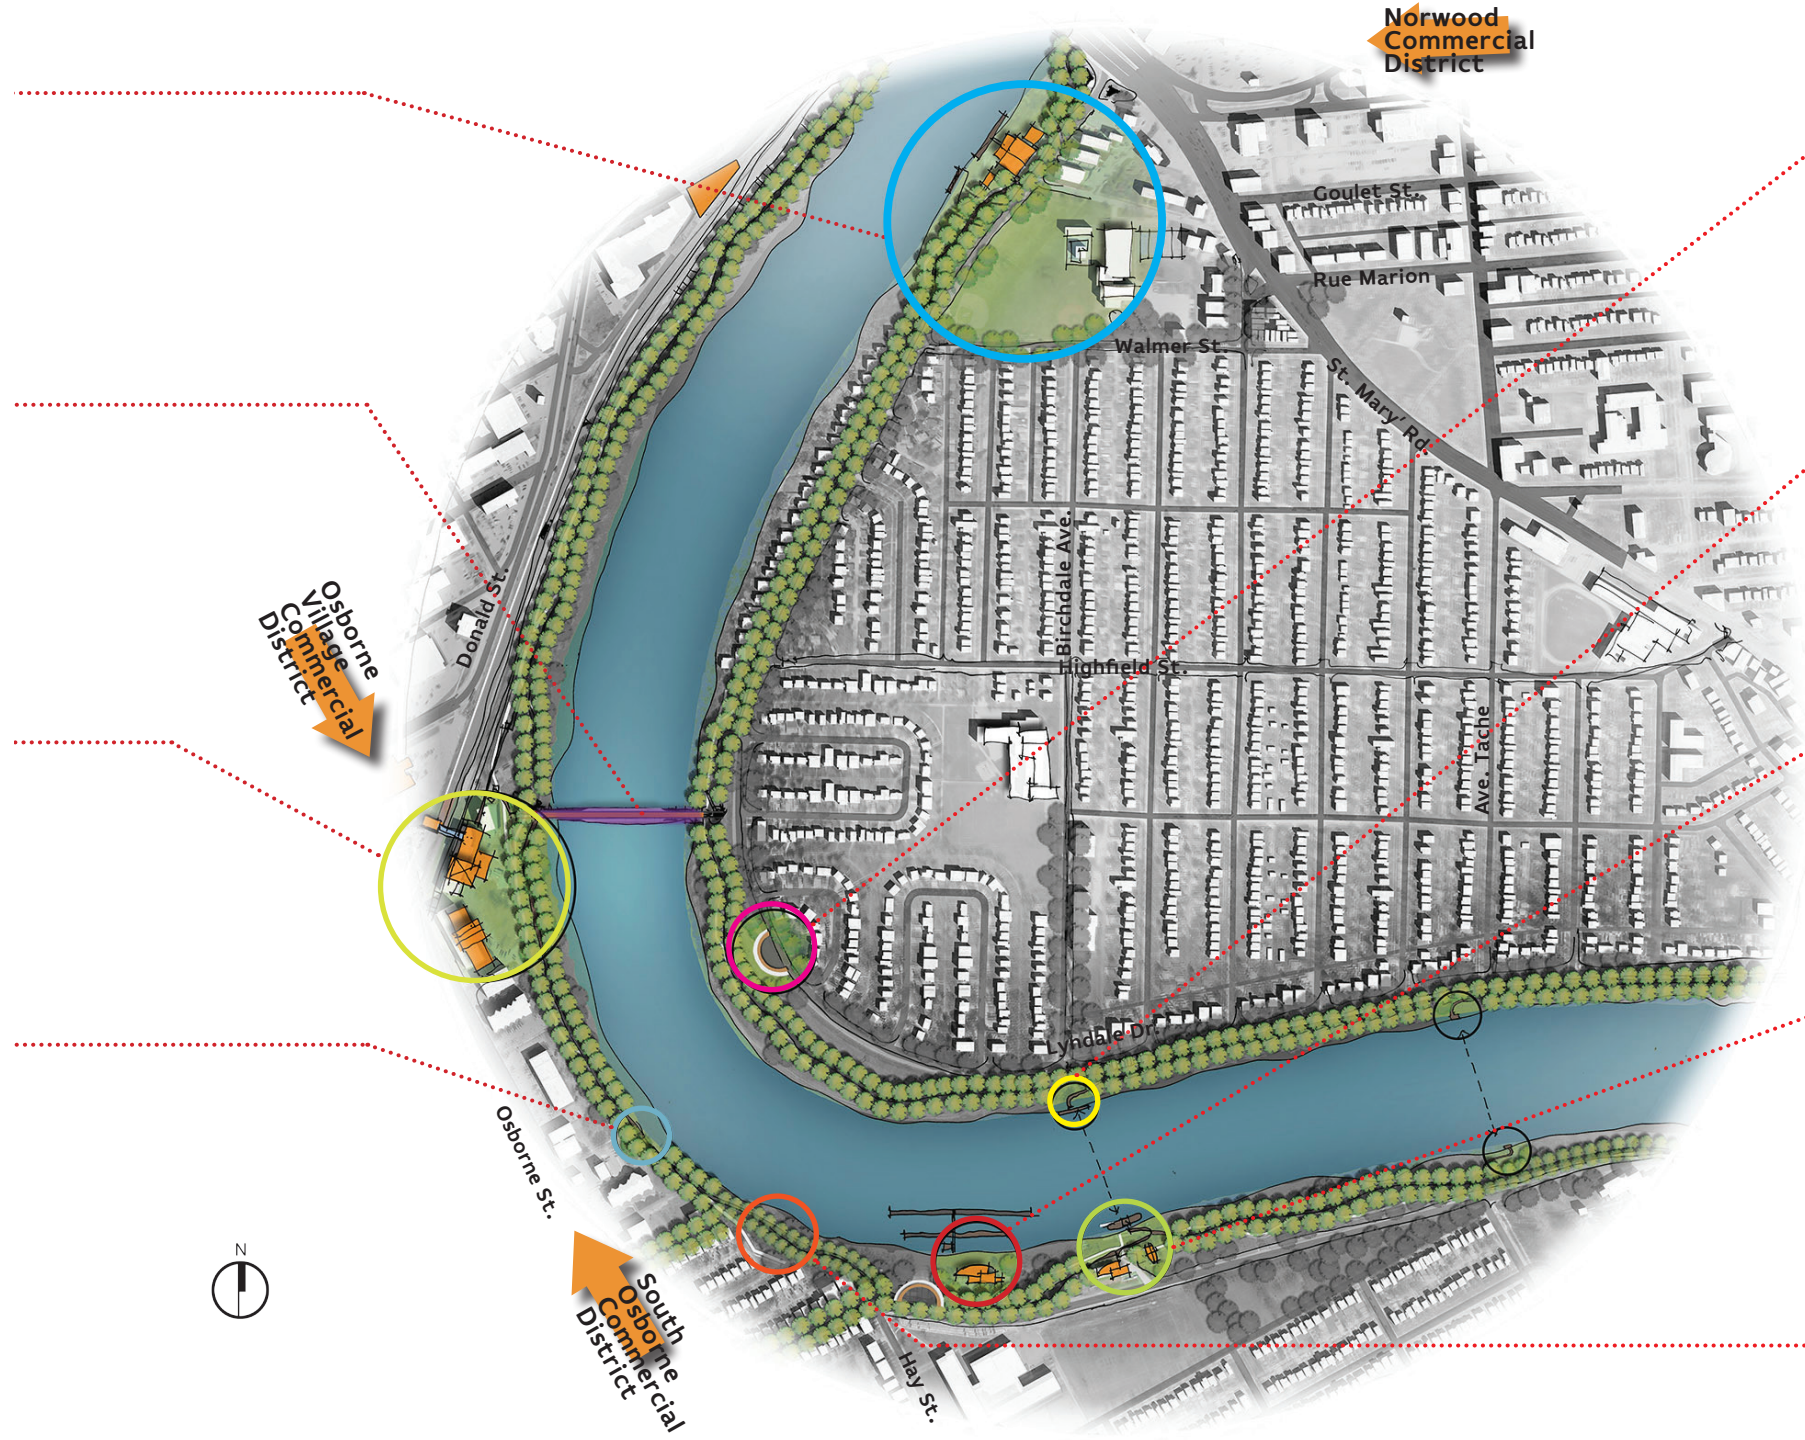 Norwood
Commercial
District
Goulet St.
Rue Marion
Walmer St
St. Mary' Rd.
Birchdale Ave.
Donald St.
Osborne
Village
Commercial
District
Highfield St.
Ave. Tache
Lyndale Dr.
Osborne St.
N
South
Osborne
Commercial
District
Hay St.